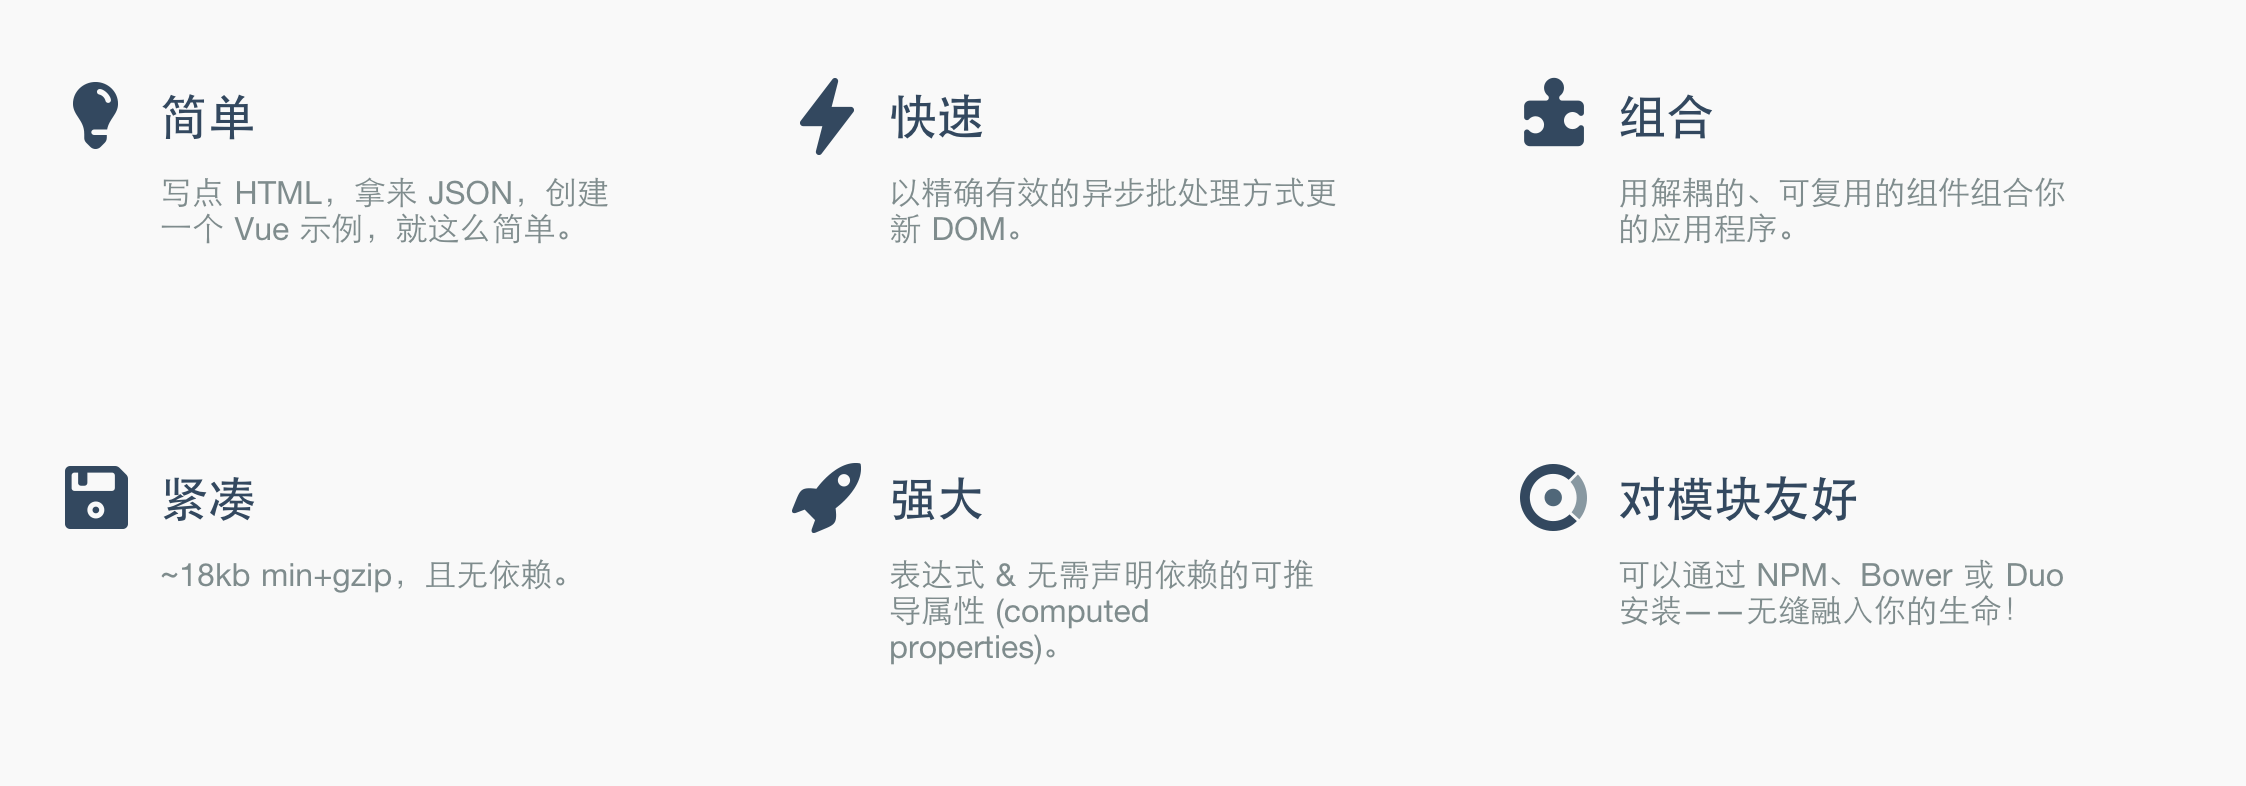 简单
写点 HTML，拿来 JSON，创建
一个 Vue 示例，就这么简单。
快速
以精确有效的异步批处理方式更
新 DOM。
组合
用解耦的、可复用的组件组合你
的应用程序。
紧凑
~18kb min+gzip，且无依赖。
强大
表达式 & 无需声明依赖的可推
导属性 (computed
properties)。
对模块友好
可以通过 NPM、Bower 或 Duo
安装——无缝融入你的生命！